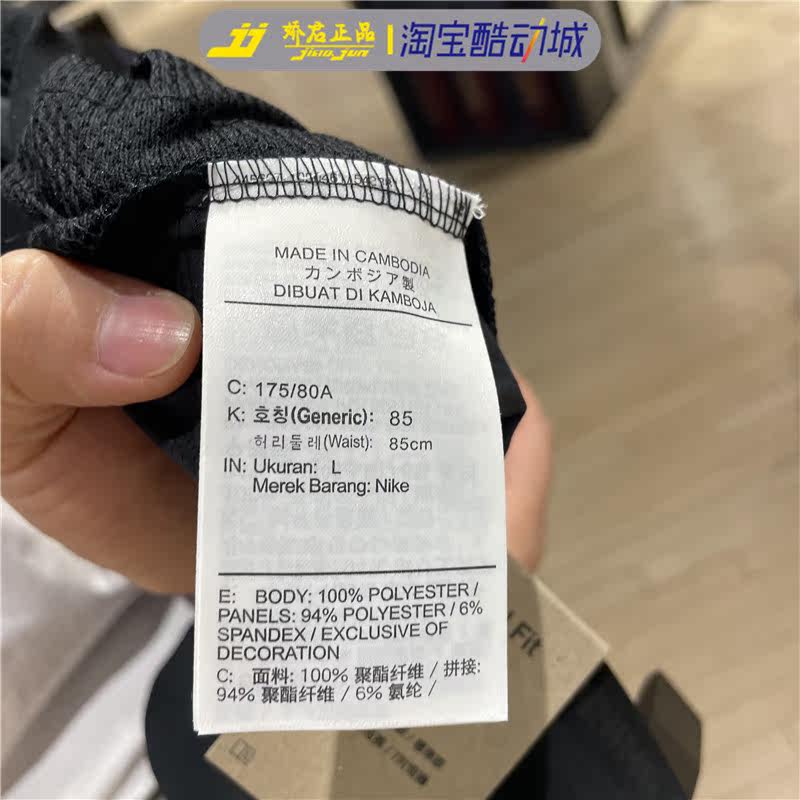 娇君正品
jiao jun
淘宝酷动城
MADE IN CAMBODIA
カンボジア製
DIBUAT DI KAMBOJA
C: 175/80A
K: 호칭(Generic): 85
허리둘레(Waist): 85cm
IN: Ukuran: L
Merek Barang: Nike
E: BODY: 100% POLYESTER /
PANELS: 94% POLYESTER / 6%
SPANDEX / EXCLUSIVE OF
DECORATION
C: 面料: 100% 聚酯纤维 / 拼接:
94% 聚酯纤维 / 6% 氨纶 /
Fit